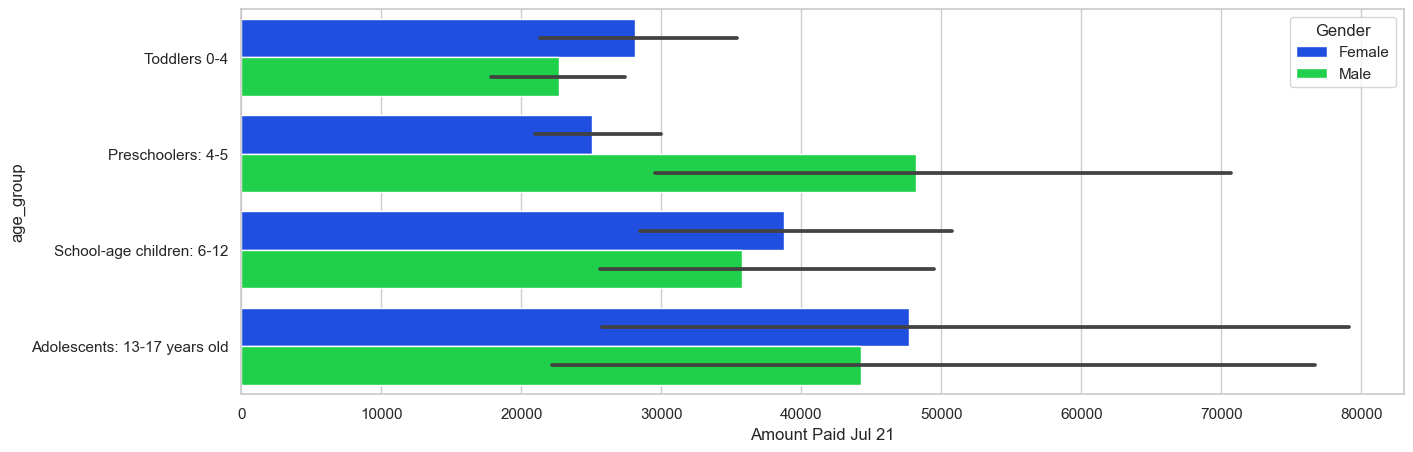 Gender
Female
Male
Toddlers 0-4
Preschoolers: 4-5
School-age children: 6-12
Adolescents: 13-17 years old
age_group
0 10000 20000 30000 40000 50000 60000 70000 80000
Amount Paid Jul 21